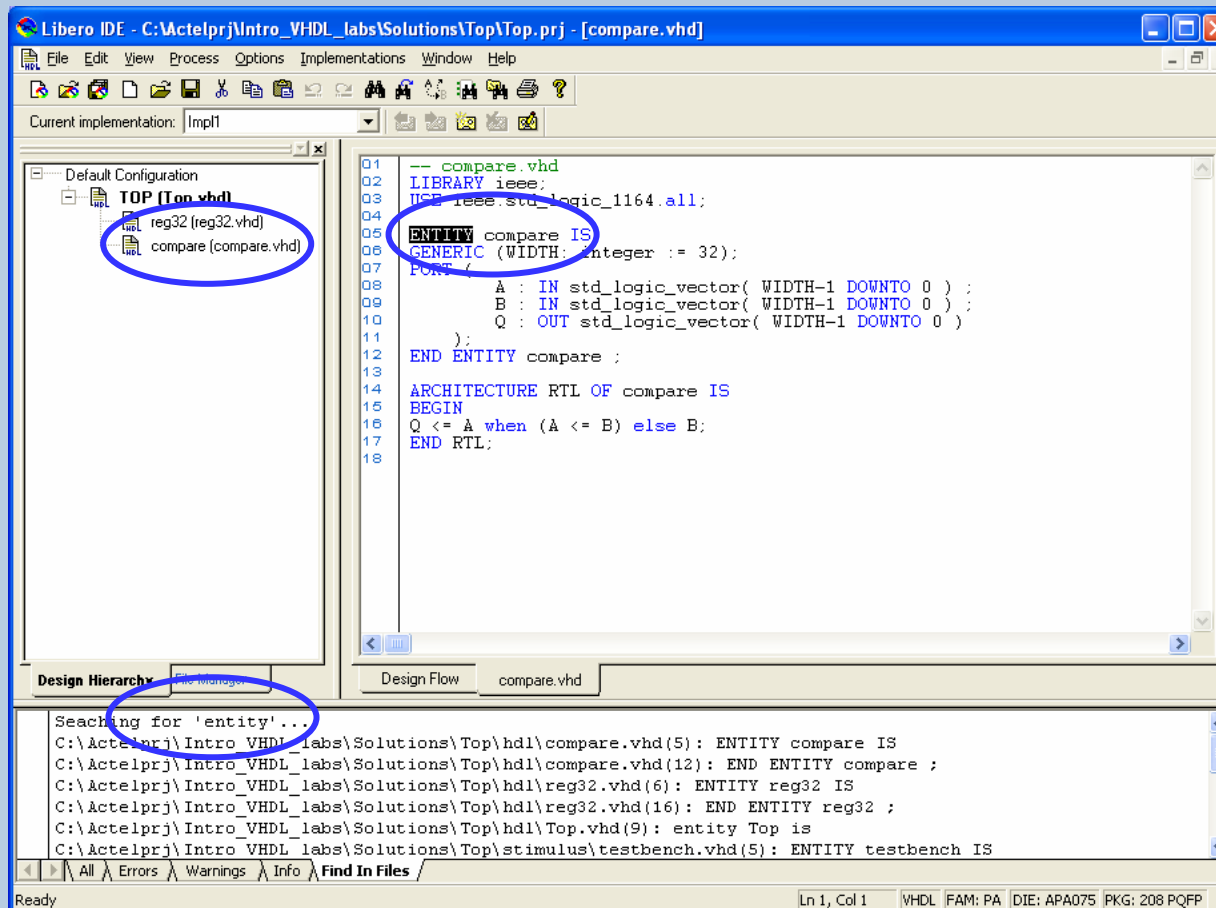 Libero IDE - C:\Actelprj\Intro_VHDL_labs\Solutions\Top\Top.prj - [compare.vhd]
File Edit View Process Options Implementations Window Help
Current implementation: Impl1
Default Configuration
TOP (Top.vhd)
reg32 (reg32.vhd)
compare (compare.vhd)
01 -- compare.vhd
02 LIBRARY ieee;
03 USE ieee.std_logic_1164.all;
04
05 ENTITY compare IS
06 GENERIC (WIDTH: integer := 32);
07 PORT (
08 A : IN std_logic_vector( WIDTH-1 DOWNTO 0 ) ;
09 B : IN std_logic_vector( WIDTH-1 DOWNTO 0 ) ;
10 Q : OUT std_logic_vector( WIDTH-1 DOWNTO 0 )
11 );
12 END ENTITY compare ;
13
14 ARCHITECTURE RTL OF compare IS
15 BEGIN
16 Q <= A when (A <= B) else B;
17 END RTL;
18
Design Hierarchy File Manager
Design Flow compare.vhd
Seaching for 'entity'...
C:\Actelprj\Intro_VHDL_labs\Solutions\Top\hdl\compare.vhd(5): ENTITY compare IS
C:\Actelprj\Intro_VHDL_labs\Solutions\Top\hdl\compare.vhd(12): END ENTITY compare ;
C:\Actelprj\Intro_VHDL_labs\Solutions\Top\hdl\reg32.vhd(6): ENTITY reg32 IS
C:\Actelprj\Intro_VHDL_labs\Solutions\Top\hdl\reg32.vhd(16): END ENTITY reg32 ;
C:\Actelprj\Intro_VHDL_labs\Solutions\Top\hdl\Top.vhd(9): entity Top is
C:\Actelprj\Intro_VHDL_labs\Solutions\Top\stimulus\testbench.vhd(5): ENTITY testbench IS
All Errors Warnings Info Find In Files
Ready Ln 1, Col 1 VHDL FAM: PA DIE: APA075 PKG: 208 PQFP